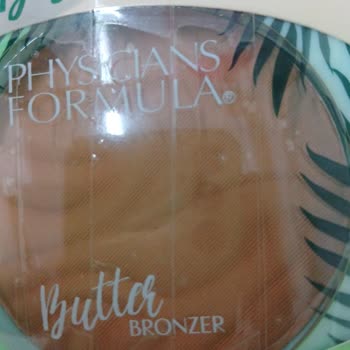 PHYSICIANS
FORMULA®
Butter
BRONZER